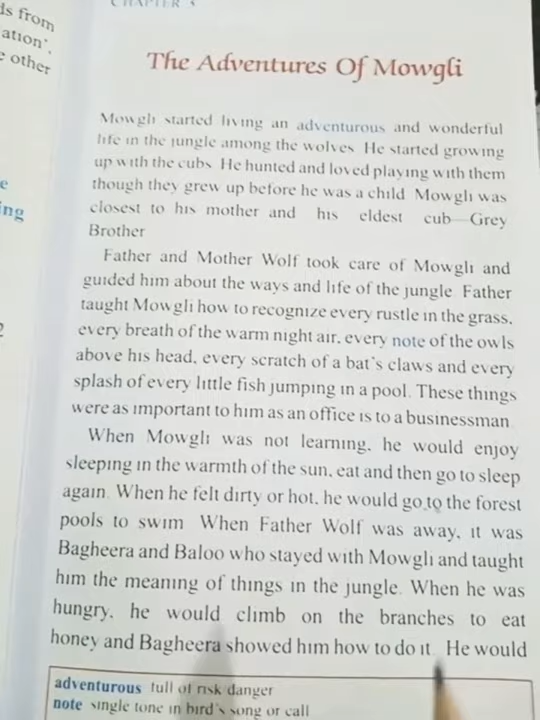 ds from
ation'.
e other
e
ing
CHAPTER
The Adventures Of Mowgli
Mowgli started living an adventurous and wonderful
life in the jungle among the wolves. He started growing
up with the cubs. He hunted and loved playing with them
though they grew up before he was a child. Mowgli was
closest to his mother and his eldest cub—Grey
Brother
Father and Mother Wolf took care of Mowgli and
guided him about the ways and life of the jungle. Father
taught Mowgli how to recognize every rustle in the grass,
every breath of the warm night air, every note of the owls
above his head, every scratch of a bat's claws and every
splash of every little fish jumping in a pool. These things
were as important to him as an office is to a businessman.
When Mowgli was not learning, he would enjoy
sleeping in the warmth of the sun, eat and then go to sleep
again. When he felt dirty or hot, he would go to the forest
pools to swim. When Father Wolf was away, it was
Bagheera and Baloo who stayed with Mowgli and taught
him the meaning of things in the jungle. When he was
hungry, he would climb on the branches to eat
honey and Bagheera showed him how to do it. He would
adventurous full of risk danger
note single tone in bird's song or call